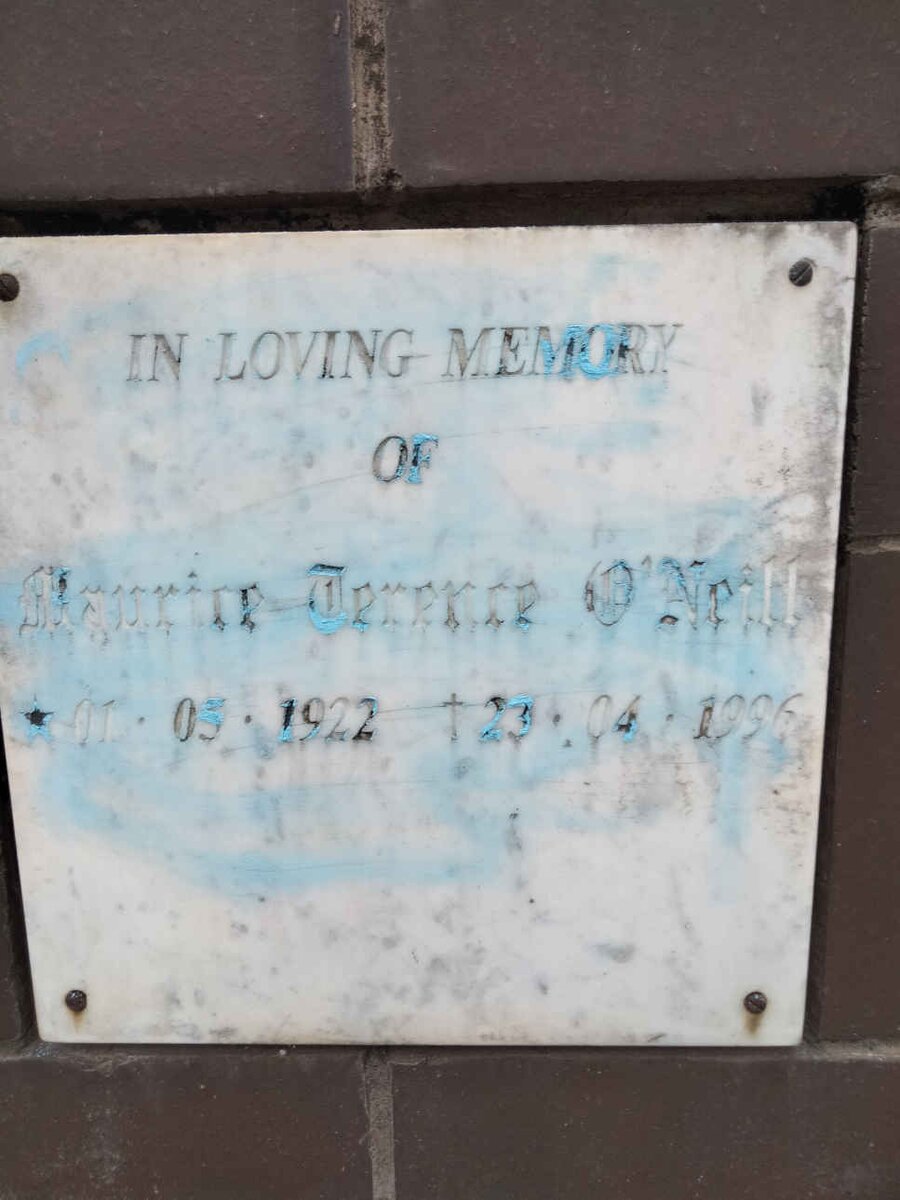 IN LOVING MEMORY
OF
Maurice Terence O'Neill
★ 01 · 05 · 1922 † 23 · 04 · 1996